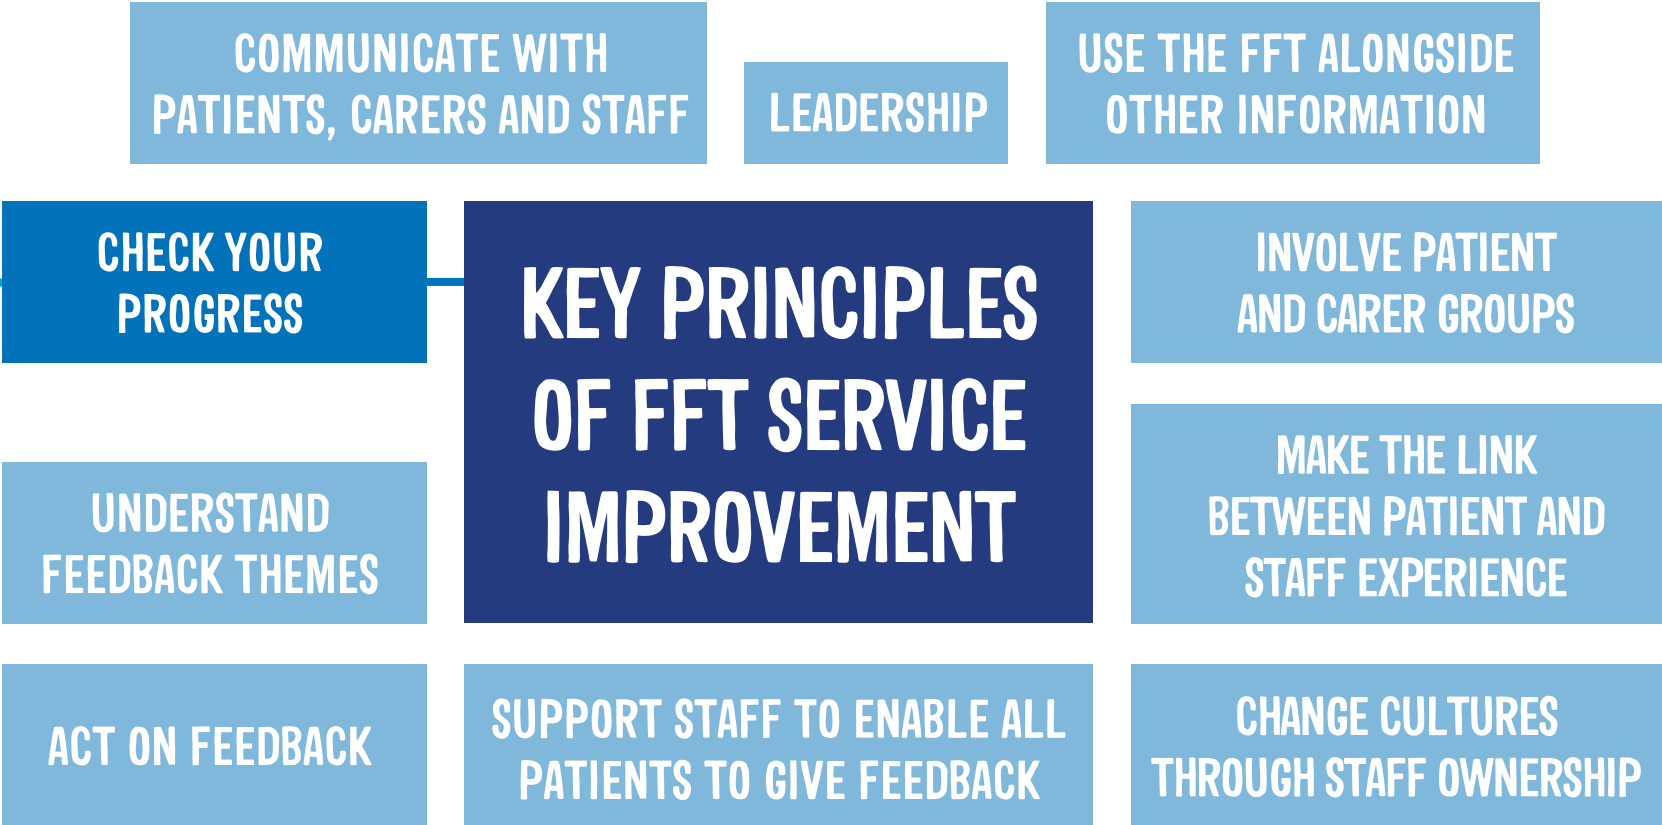 COMMUNICATE WITH
PATIENTS, CARERS AND STAFF
LEADERSHIP
USE THE FFT ALONGSIDE
OTHER INFORMATION
CHECK YOUR
PROGRESS
KEY PRINCIPLES
OF FFT SERVICE
IMPROVEMENT
INVOLVE PATIENT
AND CARER GROUPS
UNDERSTAND
FEEDBACK THEMES
MAKE THE LINK
BETWEEN PATIENT AND
STAFF EXPERIENCE
ACT ON FEEDBACK
SUPPORT STAFF TO ENABLE ALL
PATIENTS TO GIVE FEEDBACK
CHANGE CULTURES
THROUGH STAFF OWNERSHIP